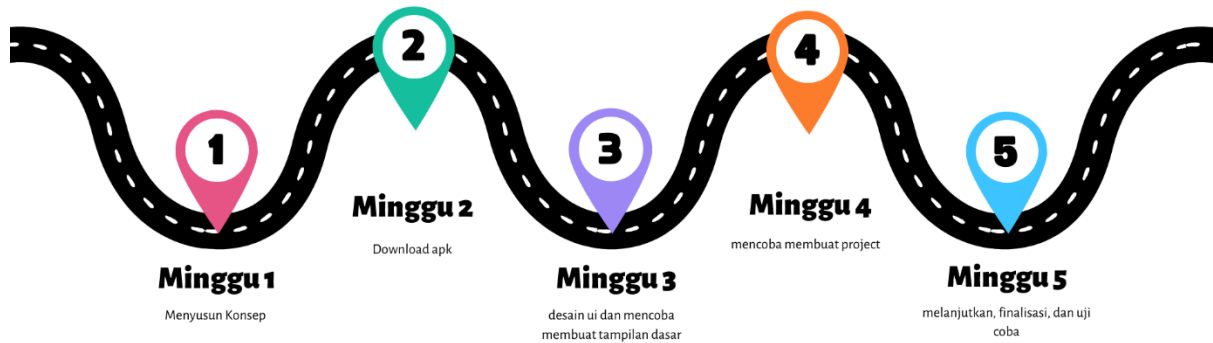 1
Minggu 1
Menyusun Konsep
2
Minggu 2
Download apk
3
Minggu 3
desain ui dan mencoba
membuat tampilan dasar
4
Minggu 4
mencoba membuat project
5
Minggu 5
melanjutkan, finalisasi, dan uji
coba